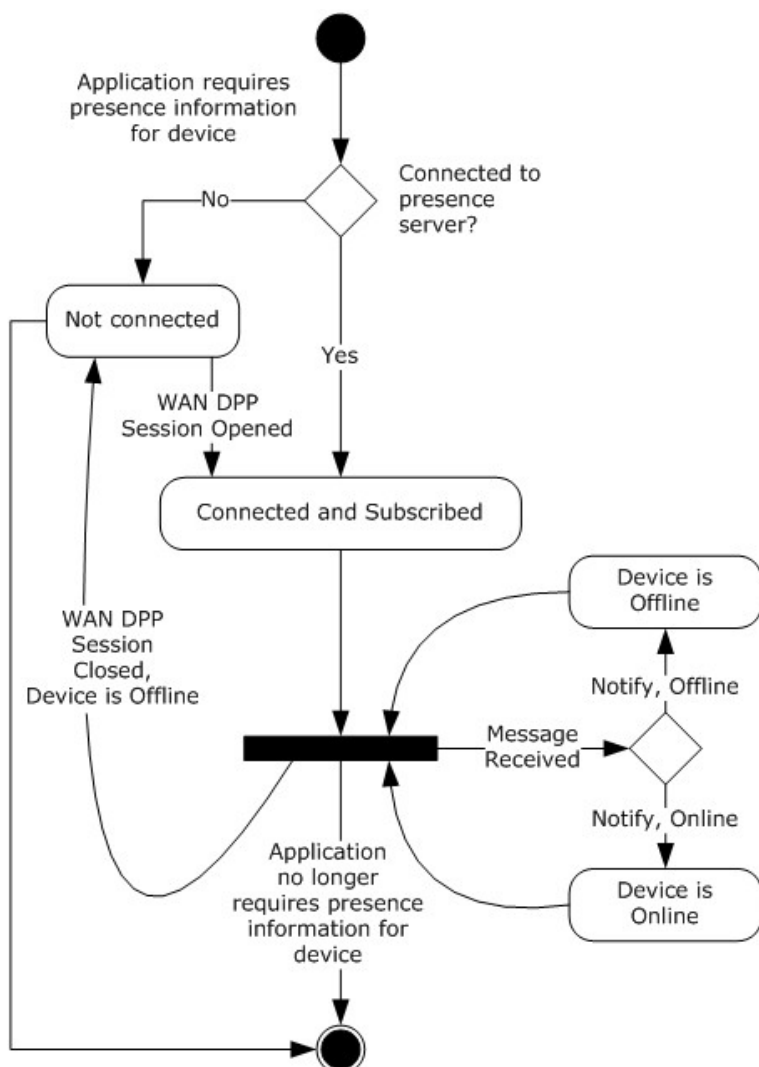 Application requires
presence information
for device
Connected to
presence
server?
No
Not connected
Yes
WAN DPP
Session Opened
Connected and Subscribed
Device is
Offline
WAN DPP
Session
Closed,
Device is Offline
Notify, Offline
Message
Received
Notify, Online
Application
no longer
requires presence
information for
device
Device is
Online